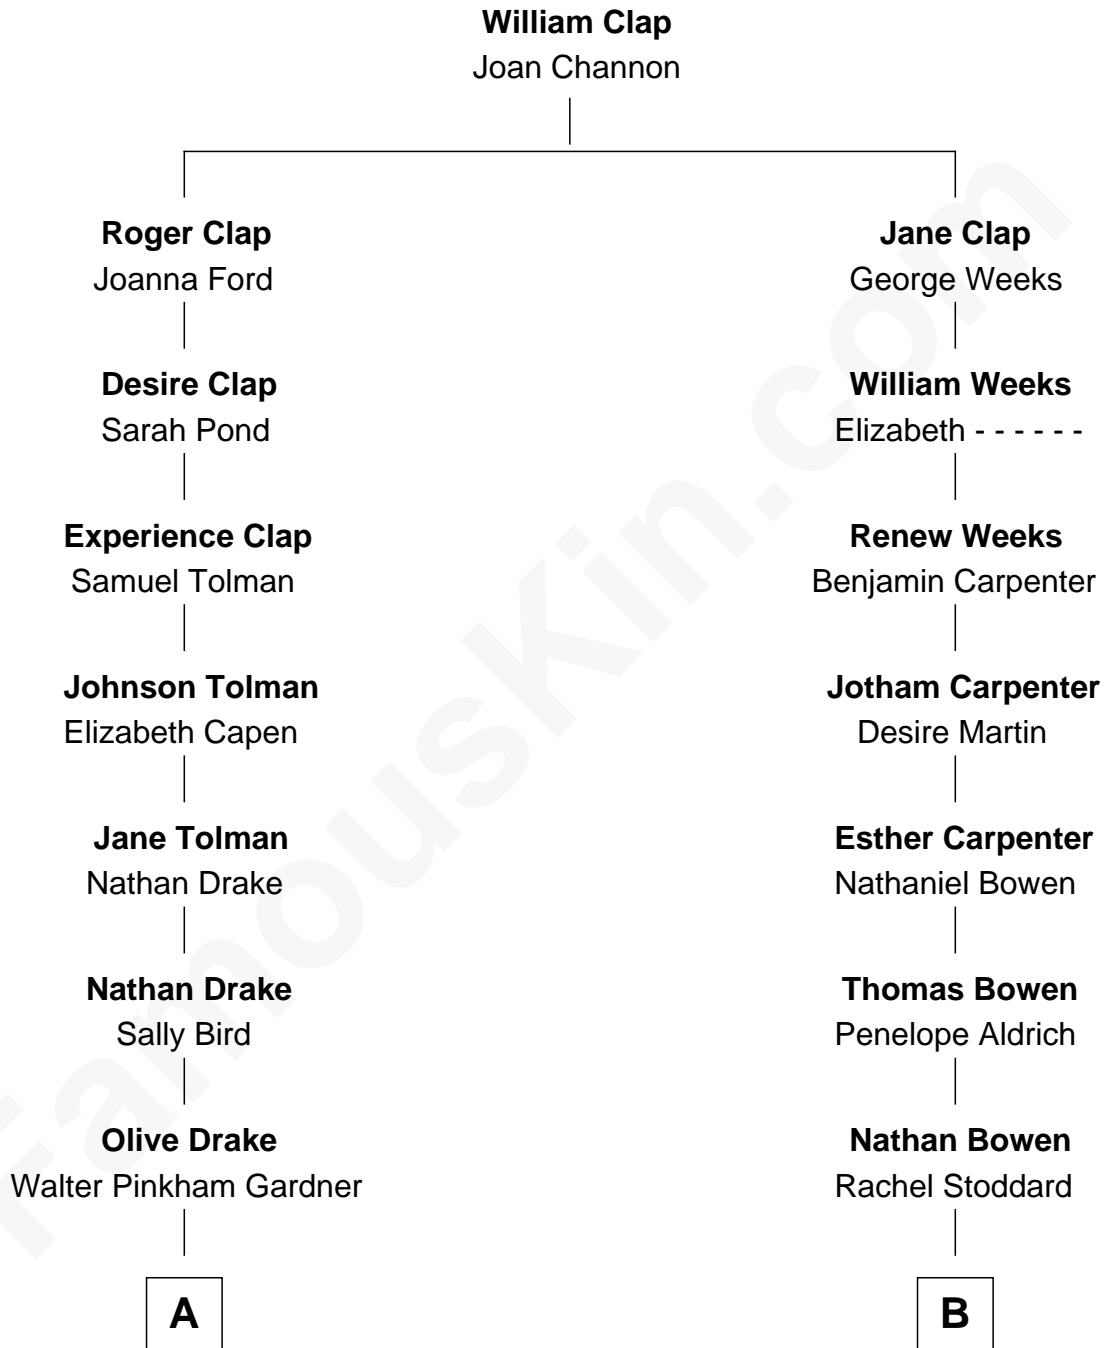 William Clap
Joan Channon
Roger Clap
Joanna Ford
Jane Clap
George Weeks
Desire Clap
Sarah Pond
William Weeks
Elizabeth - - - - - -
Experience Clap
Samuel Tolman
Renew Weeks
Benjamin Carpenter
Johnson Tolman
Elizabeth Capen
Jotham Carpenter
Desire Martin
Jane Tolman
Nathan Drake
Esther Carpenter
Nathaniel Bowen
Nathan Drake
Sally Bird
Thomas Bowen
Penelope Aldrich
Olive Drake
Walter Pinkham Gardner
Nathan Bowen
Rachel Stoddard
A
B
FamousKin.com